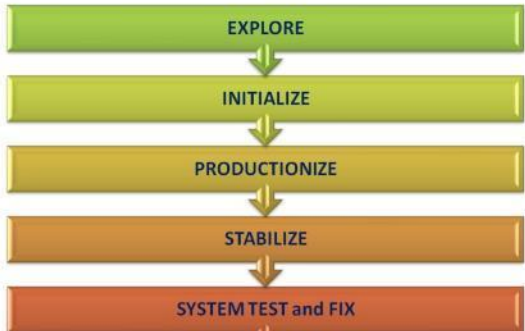 EXPLORE
INITIALIZE
PRODUCTIONIZE
STABILIZE
SYSTEM TEST and FIX